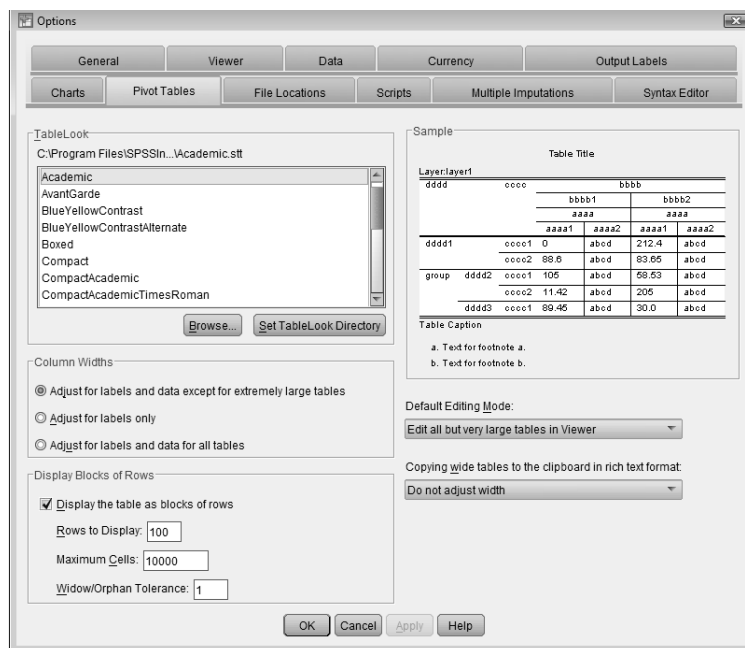 Options
General Viewer Data Currency Output Labels
Charts Pivot Tables File Locations Scripts Multiple Imputations Syntax Editor
TableLook
C:\Program Files\SPSSIn...\Academic.stt
Academic
AvantGarde
BlueYellowContrast
BlueYellowContrastAlternate
Boxed
Compact
CompactAcademic
CompactAcademicTimesRoman
Browse... Set TableLook Directory
Column Widths
Adjust for labels and data except for extremely large tables
Adjust for labels only
Adjust for labels and data for all tables
Display Blocks of Rows
Display the table as blocks of rows
Rows to Display: 100
Maximum Cells: 10000
Widow/Orphan Tolerance: 1
Sample
Table Title
Layer:layer1
dddd cccc bbbb
bbbb1 bbbb2
aaaa aaaa
aaaa1 aaaa2 aaaa1 aaaa2
dddd1 cccc1 0 abcd 212.4 abcd
cccc2 88.6 abcd 83.65 abcd
group dddd2 cccc1 105 abcd 58.53 abcd
cccc2 11.42 abcd 205 abcd
dddd3 cccc1 89.45 abcd 30.0 abcd
Table Caption
a. Text for footnote a.
b. Text for footnote b.
Default Editing Mode:
Edit all but very large tables in Viewer
Copying wide tables to the clipboard in rich text format:
Do not adjust width
OK Cancel Apply Help